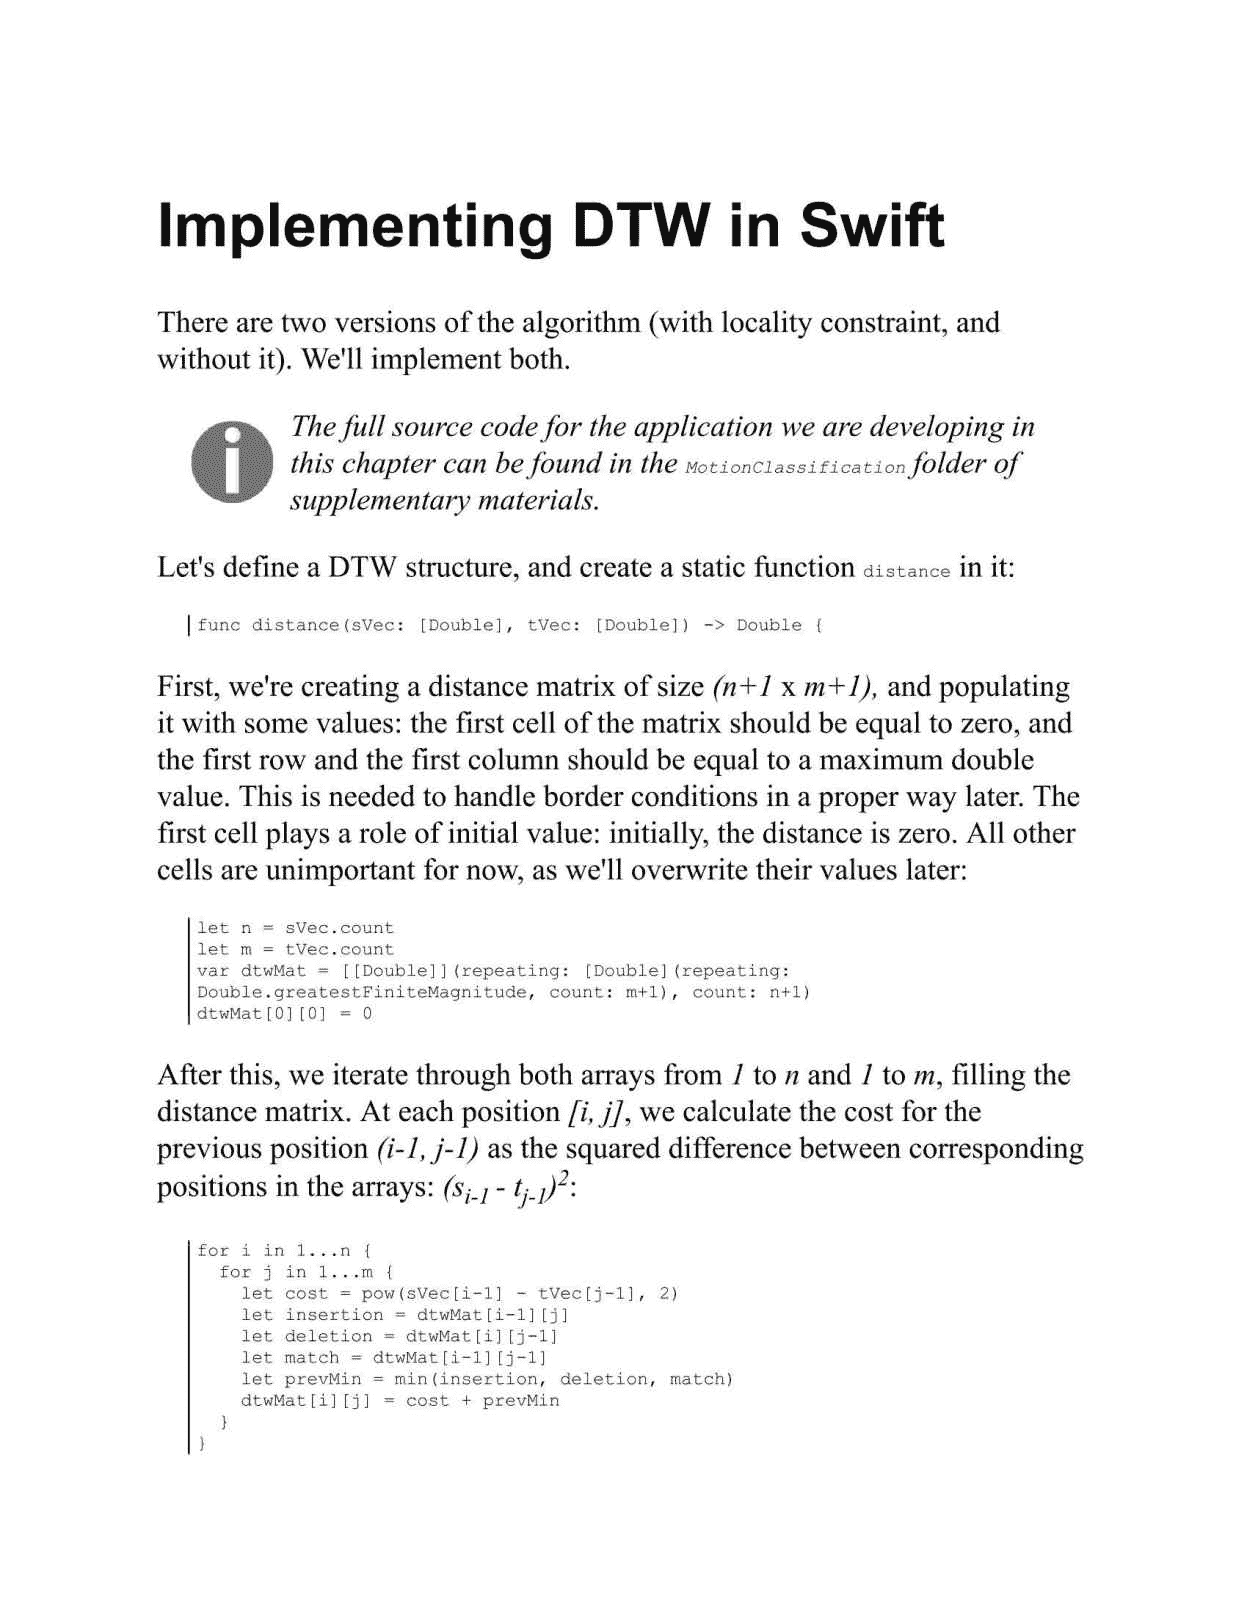 Implementing DTW in Swift
There are two versions of the algorithm (with locality constraint, and
without it). We'll implement both.
The full source code for the application we are developing in
this chapter can be found in the MotionClassification folder of
supplementary materials.
Let's define a DTW structure, and create a static function distance in it:
func distance(sVec: [Double], tVec: [Double]) -> Double {
First, we're creating a distance matrix of size (n+1 x m+1), and populating
it with some values: the first cell of the matrix should be equal to zero, and
the first row and the first column should be equal to a maximum double
value. This is needed to handle border conditions in a proper way later. The
first cell plays a role of initial value: initially, the distance is zero. All other
cells are unimportant for now, as we'll overwrite their values later:
let n = sVec.count
let m = tVec.count
var dtwMat = [[Double]](repeating: [Double](repeating:
Double.greatestFiniteMagnitude, count: m+1), count: n+1)
dtwMat[0][0] = 0
After this, we iterate through both arrays from 1 to n and 1 to m, filling the
distance matrix. At each position [i, j], we calculate the cost for the
previous position (i-1, j-1) as the squared difference between corresponding
positions in the arrays: (si-1 - tj-1)2:
for i in 1...n {
  for j in 1...m {
    let cost = pow(sVec[i-1] - tVec[j-1], 2)
    let insertion = dtwMat[i-1][j]
    let deletion = dtwMat[i][j-1]
    let match = dtwMat[i-1][j-1]
    let prevMin = min(insertion, deletion, match)
    dtwMat[i][j] = cost + prevMin
  }
}